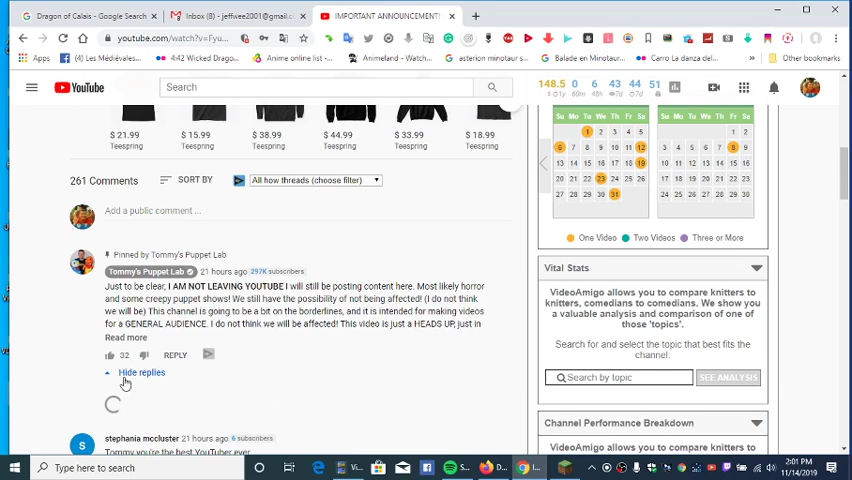 Dragon of Calais - Google Search
Inbox (8) - jeffwee2001@gmail.c
IMPORTANT ANNOUNCEMENT!
youtube.com/watch?v=Fyu
Apps
Les Médiévales
4:42 Wicked Drago
Anime online list:
Animeland - Watch
asterion minotaur
Balade en minotaur
Carro La danza del
Other bookmarks
YouTube
Search
148.5 0 6 43 44 51
1y 60m 48h 7d 7d
$ 21.99 $ 15.99 $ 38.99 $ 44.99 $ 33.99 $ 18.99
Teespring Teespring Teespring Teespring Teespring Teespring
261 Comments
SORT BY
All how threads (choose filter)
Add a public comment ...
Pinned by Tommy's Puppet Lab
Tommy's Puppet Lab 21 hours ago 297K subscribers
Just to be clear, I AM NOT LEAVING YOUTUBE I will still be posting content here. Most likely horror
and some creepy puppet shows! We still have the possibility of not being affected! (I do not think
we will be) This channel is going to be a bit on the borderlines, and it is intended for making videos
for a GENERAL AUDIENCE. I do not think we will be affected! This video is just a HEADS UP, just in
Read more
32 REPLY
Hide replies
S
stephania mccluster 21 hours ago 6 subscribers
Tommy you're the best YouTuber ever
Su Mo Tu We Th Fr Sa
1 2 3 4 5
6 7 8 9 10 11 12
13 14 15 16 17 18 19
20 21 22 23 24 25 26
27 28 29 30 31
Su Mo Tu We Th Fr Sa
1 2
3 4 5 6 7 8 9
10 11 12 13 14 15 16
17 18 19 20 21 22 23
24 25 26 27 28 29 30
One Video Two Videos Three or More
Vital Stats
VideoAmigo allows you to compare knitters to
knitters, comedians to comedians. We show you
a valuable analysis and comparison of one of
those 'topics'.
Search for and select the topic that best fits the
channel.
Search by topic
SEE ANALYSIS
Channel Performance Breakdown
VideoAmigo allows you to compare knitters to
Type here to search
Vi...
S...
D...
I...
2:01 PM
11/14/2019